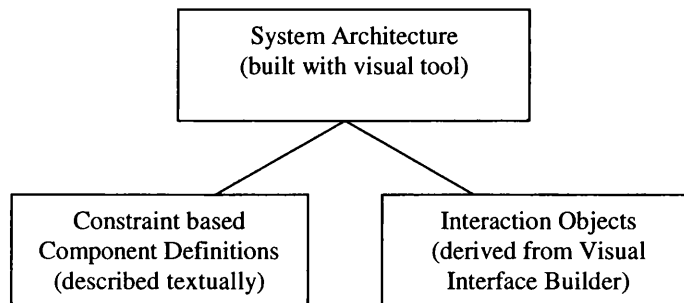 System Architecture
(built with visual tool)
Constraint based
Component Definitions
(described textually)
Interaction Objects
(derived from Visual
Interface Builder)